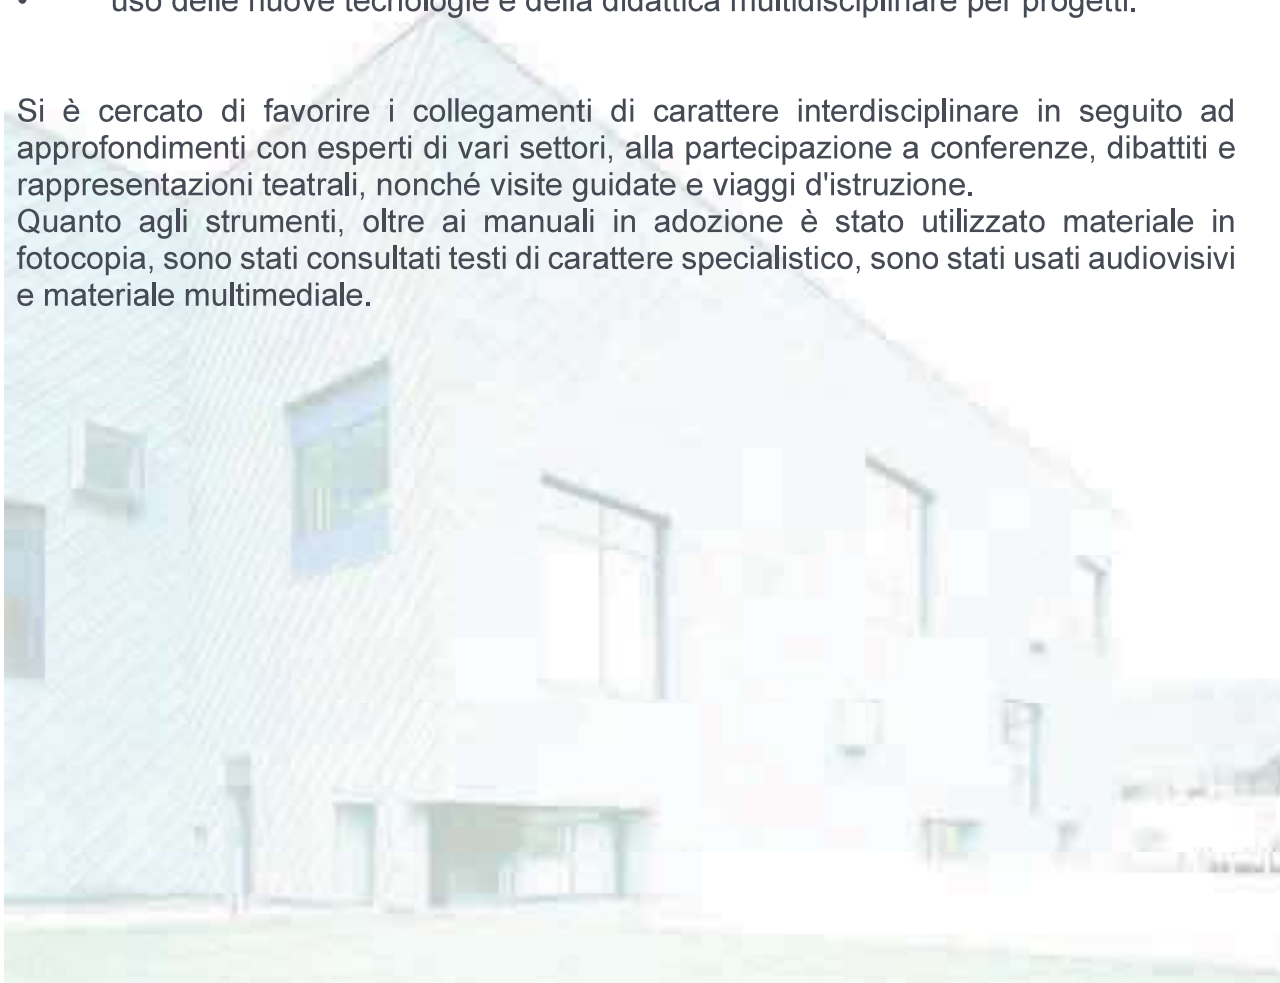 • uso delle nuove tecnologie e della didattica multidisciplinare per progetti.
Si è cercato di favorire i collegamenti di carattere interdisciplinare in seguito ad
approfondimenti con esperti di vari settori, alla partecipazione a conferenze, dibattiti e
rappresentazioni teatrali, nonché visite guidate e viaggi d'istruzione.
Quanto agli strumenti, oltre ai manuali in adozione è stato utilizzato materiale in
fotocopia, sono stati consultati testi di carattere specialistico, sono stati usati audiovisivi
e materiale multimediale.